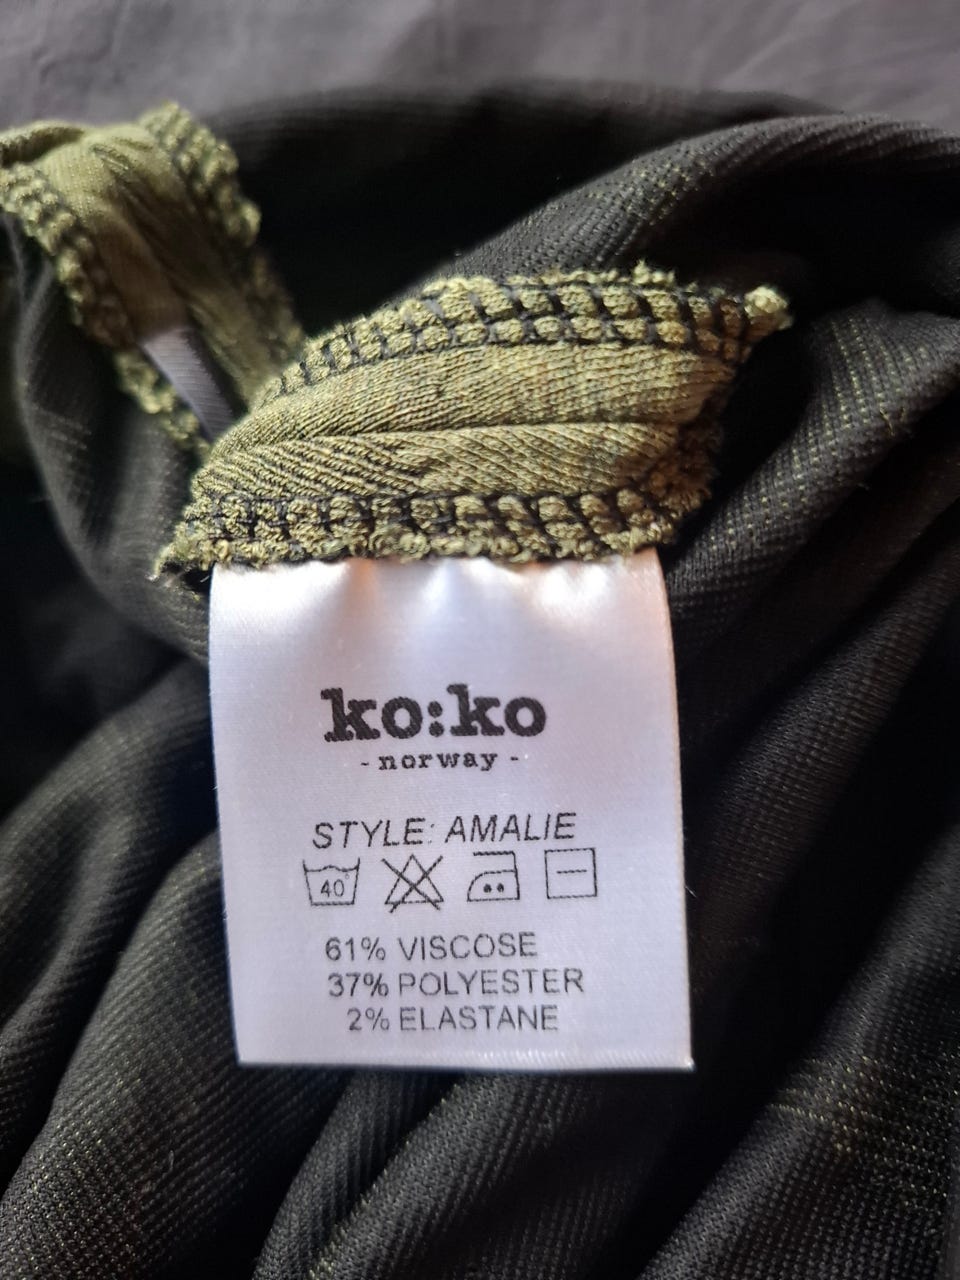 ko:ko
- norway -
STYLE: AMALIE
40°
61% VISCOSE
37% POLYESTER
2% ELASTANE